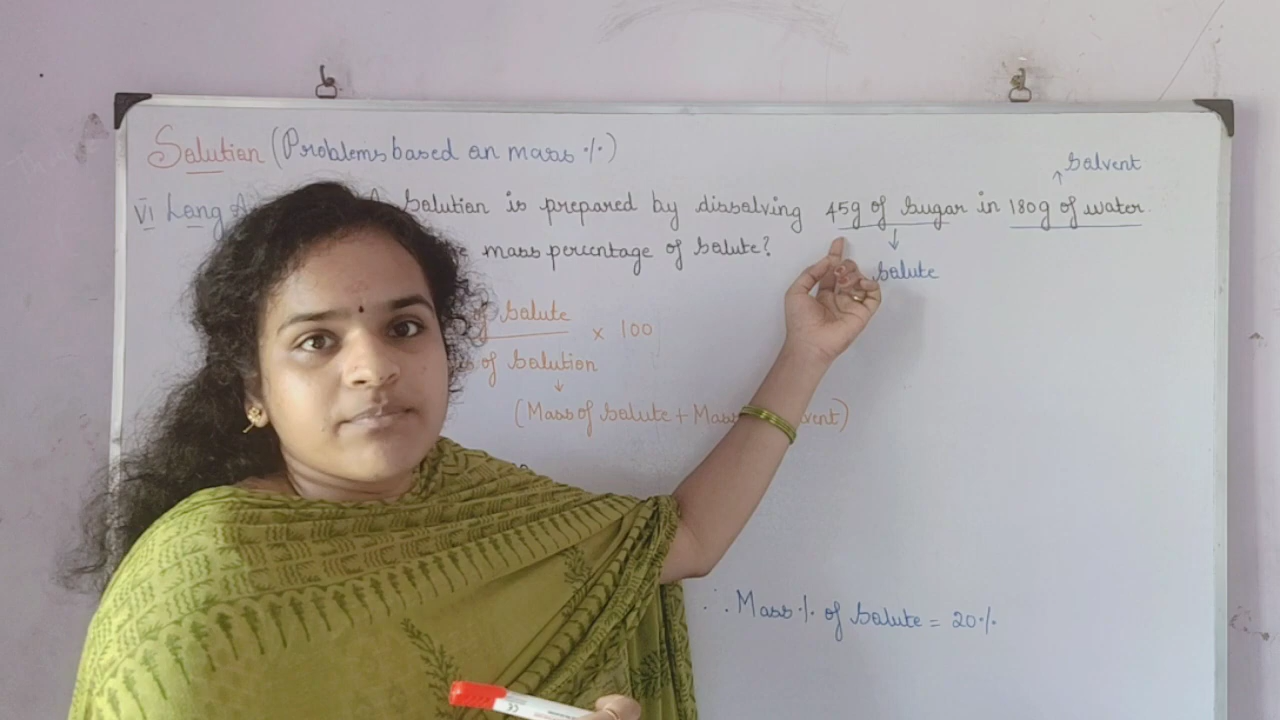 Solution (Problems based on mass %)
Solvent
VI Long A Solution is prepared by dissolving 45g of Sugar in 180g of water.
mass percentage of Solute?
Solute
of Solute
x 100
of Solution
(Mass of Solute + Mass vent)
∴ Mass % of Solute = 20%